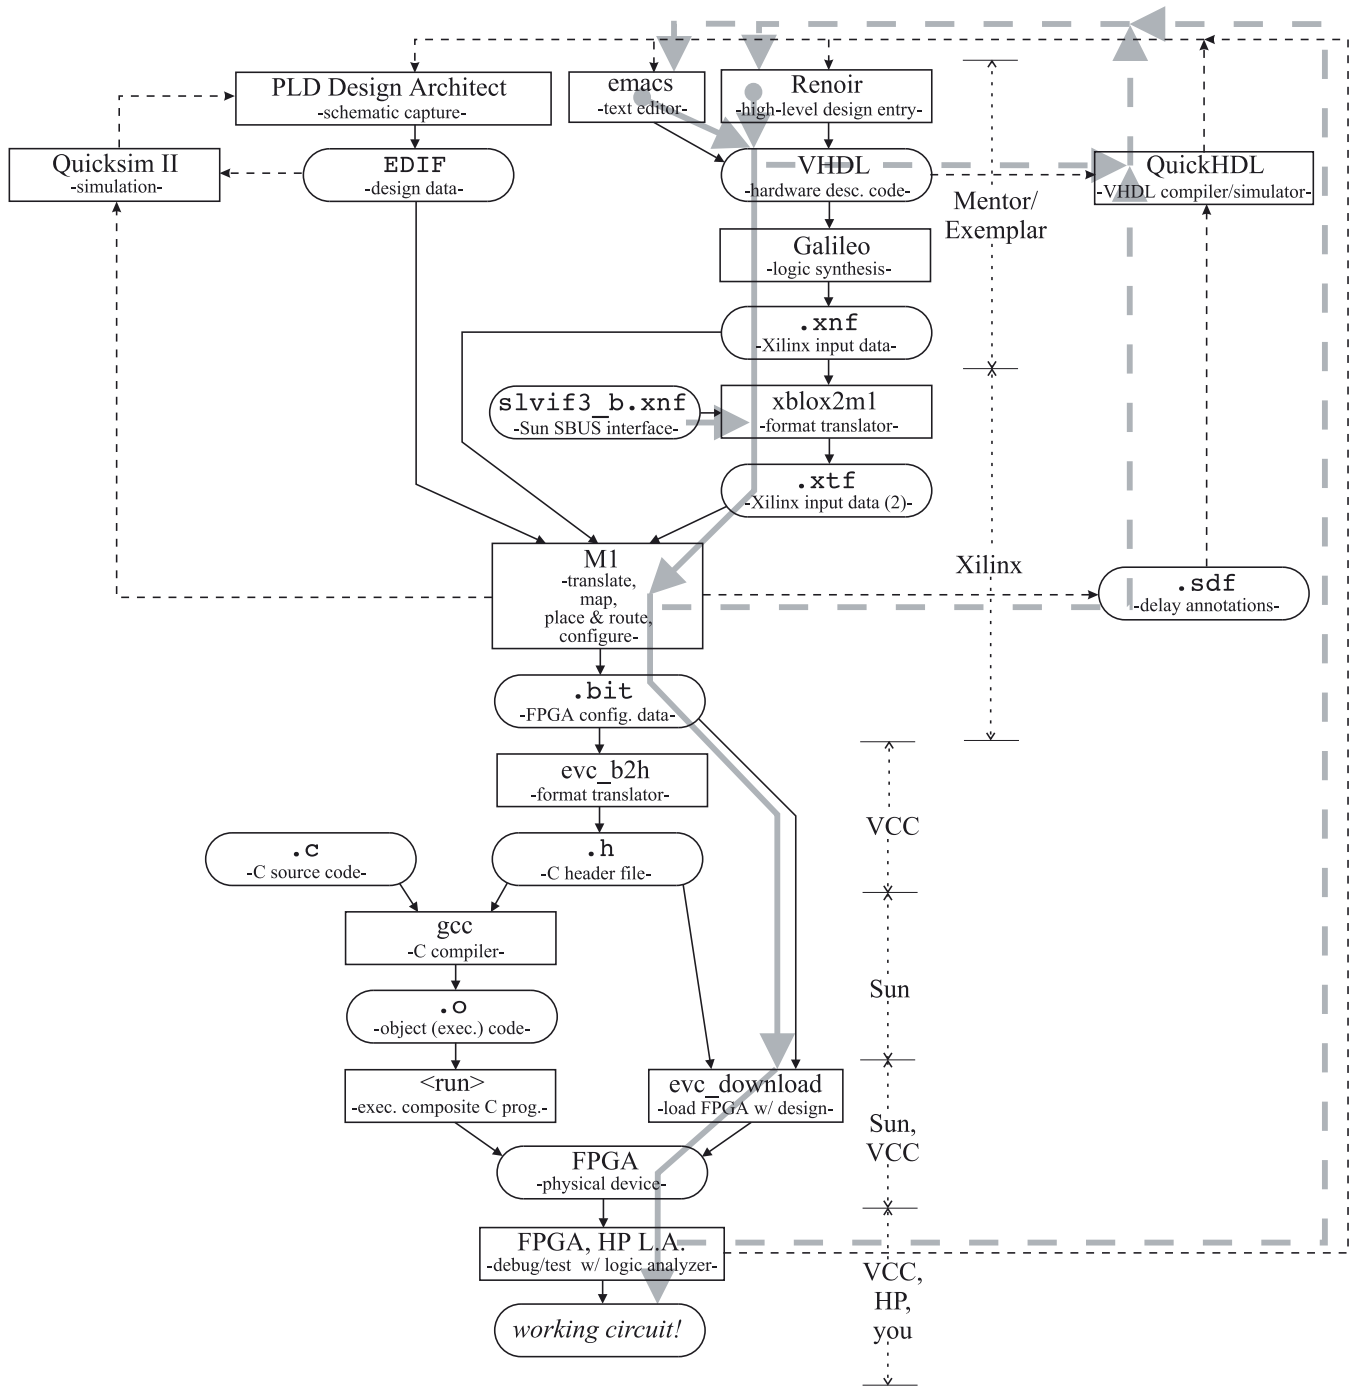 PLD Design Architect
-schematic capture-
emacs
-text editor-
Renoir
-high-level design entry-
Quicksim II
-simulation-
EDIF
-design data-
VHDL
-hardware desc. code-
QuickHDL
-VHDL compiler/simulator-
Mentor/
Exemplar
Galileo
-logic synthesis-
.xnf
-Xilinx input data-
slvif3_b.xnf
-Sun SBUS interface-
xblox2m1
-format translator-
.xtf
-Xilinx input data (2)-
M1
-translate,
map,
place & route,
configure-
Xilinx
.sdf
-delay annotations-
.bit
-FPGA config. data-
evc_b2h
-format translator-
VCC
.c
-C source code-
.h
-C header file-
gcc
-C compiler-
Sun
.o
-object (exec.) code-
<run>
-exec. composite C prog.-
evc_download
-load FPGA w/ design-
Sun,
VCC
FPGA
-physical device-
FPGA, HP L.A.
-debug/test w/ logic analyzer-
VCC,
HP,
you
working circuit!